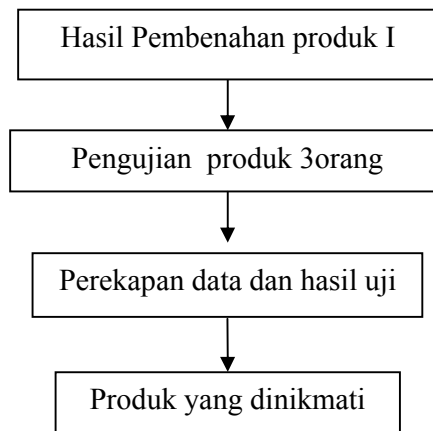 Hasil Pembenahan produk I
Pengujian  produk 3orang
Perekapan data dan hasil uji
Produk yang dinikmati